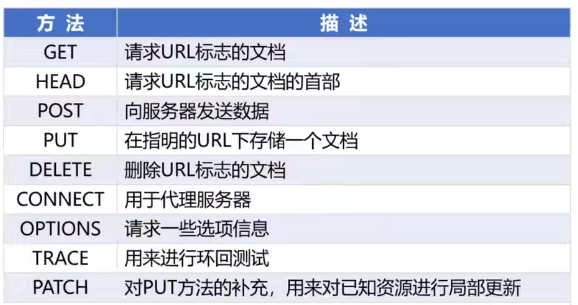 方 法 描 述
GET 请求URL标志的文档
HEAD 请求URL标志的文档的首部
POST 向服务器发送数据
PUT 在指明的URL下存储一个文档
DELETE 删除URL标志的文档
CONNECT 用于代理服务器
OPTIONS 请求一些选项信息
TRACE 用来进行环回测试
PATCH 对PUT方法的补充，用来对已知资源进行局部更新